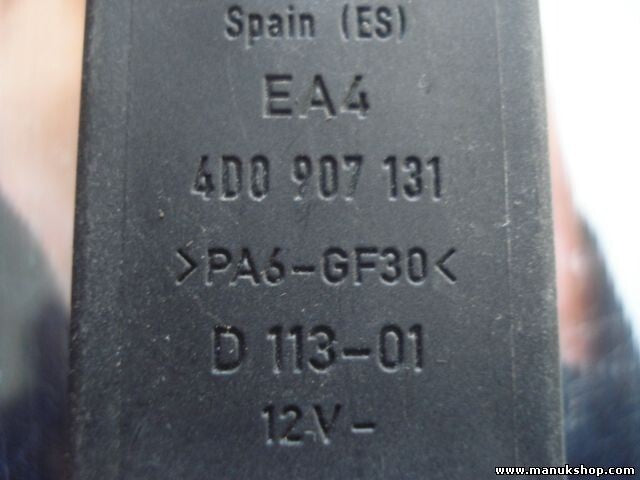 Spain (ES)
EA4
4D0 907 131
>PA6-GF30<
D 113-01
12V-
www.manukshop.com